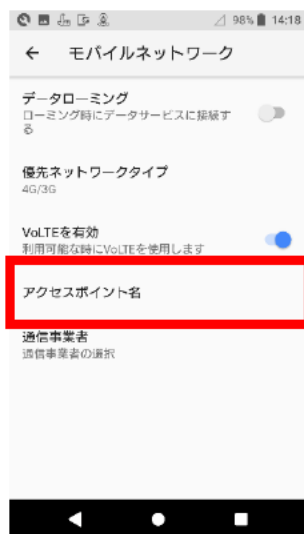 98% 14:18
モバイルネットワーク
データローミング
ローミング時にデータサービスに接続す
る
優先ネットワークタイプ
4G/3G
VoLTEを有効
利用可能な時にVoLTEを使用します
アクセスポイント名
通信事業者
通信事業者の選択